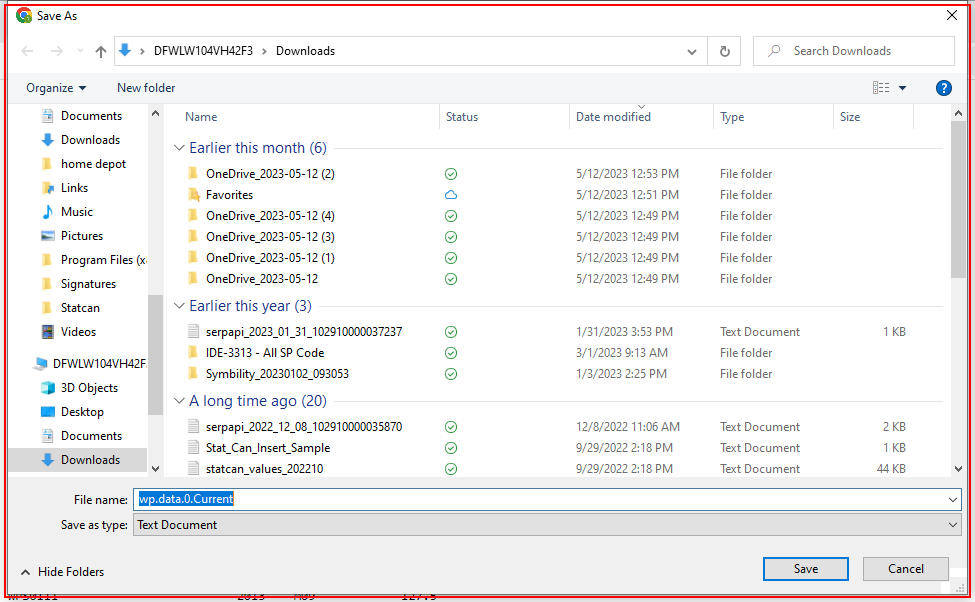 Save As
DFWLW104VH42F3 Downloads Search Downloads
Organize New folder ?
Documents
Downloads
home depot
Links
Music
Pictures
Program Files (x
Signatures
Statcan
Videos
DFWLW104VH42F
3D Objects
Desktop
Documents
Downloads
Name Status Date modified Type Size
Earlier this month (6)
OneDrive_2023-05-12 (2) 5/12/2023 12:53 PM File folder
Favorites 5/12/2023 12:51 PM File folder
OneDrive_2023-05-12 (4) 5/12/2023 12:49 PM File folder
OneDrive_2023-05-12 (3) 5/12/2023 12:49 PM File folder
OneDrive_2023-05-12 (1) 5/12/2023 12:49 PM File folder
OneDrive_2023-05-12 5/12/2023 12:49 PM File folder
Earlier this year (3)
serpapi_2023_01_31_102910000037237 1/31/2023 3:53 PM Text Document 1 KB
IDE-3313 - All SP Code 3/1/2023 9:13 AM File folder
Symbility_20230102_093053 1/3/2023 2:25 PM File folder
A long time ago (20)
serpapi_2022_12_08_102910000035870 12/8/2022 11:06 AM Text Document 2 KB
Stat_Can_Insert_Sample 9/29/2022 2:18 PM Text Document 1 KB
statcan_values_202210 9/29/2022 2:18 PM Text Document 44 KB
File name: wp.data.0.Current
Save as type: Text Document
Hide Folders Save Cancel
WPS0111 2013 M09 127.5